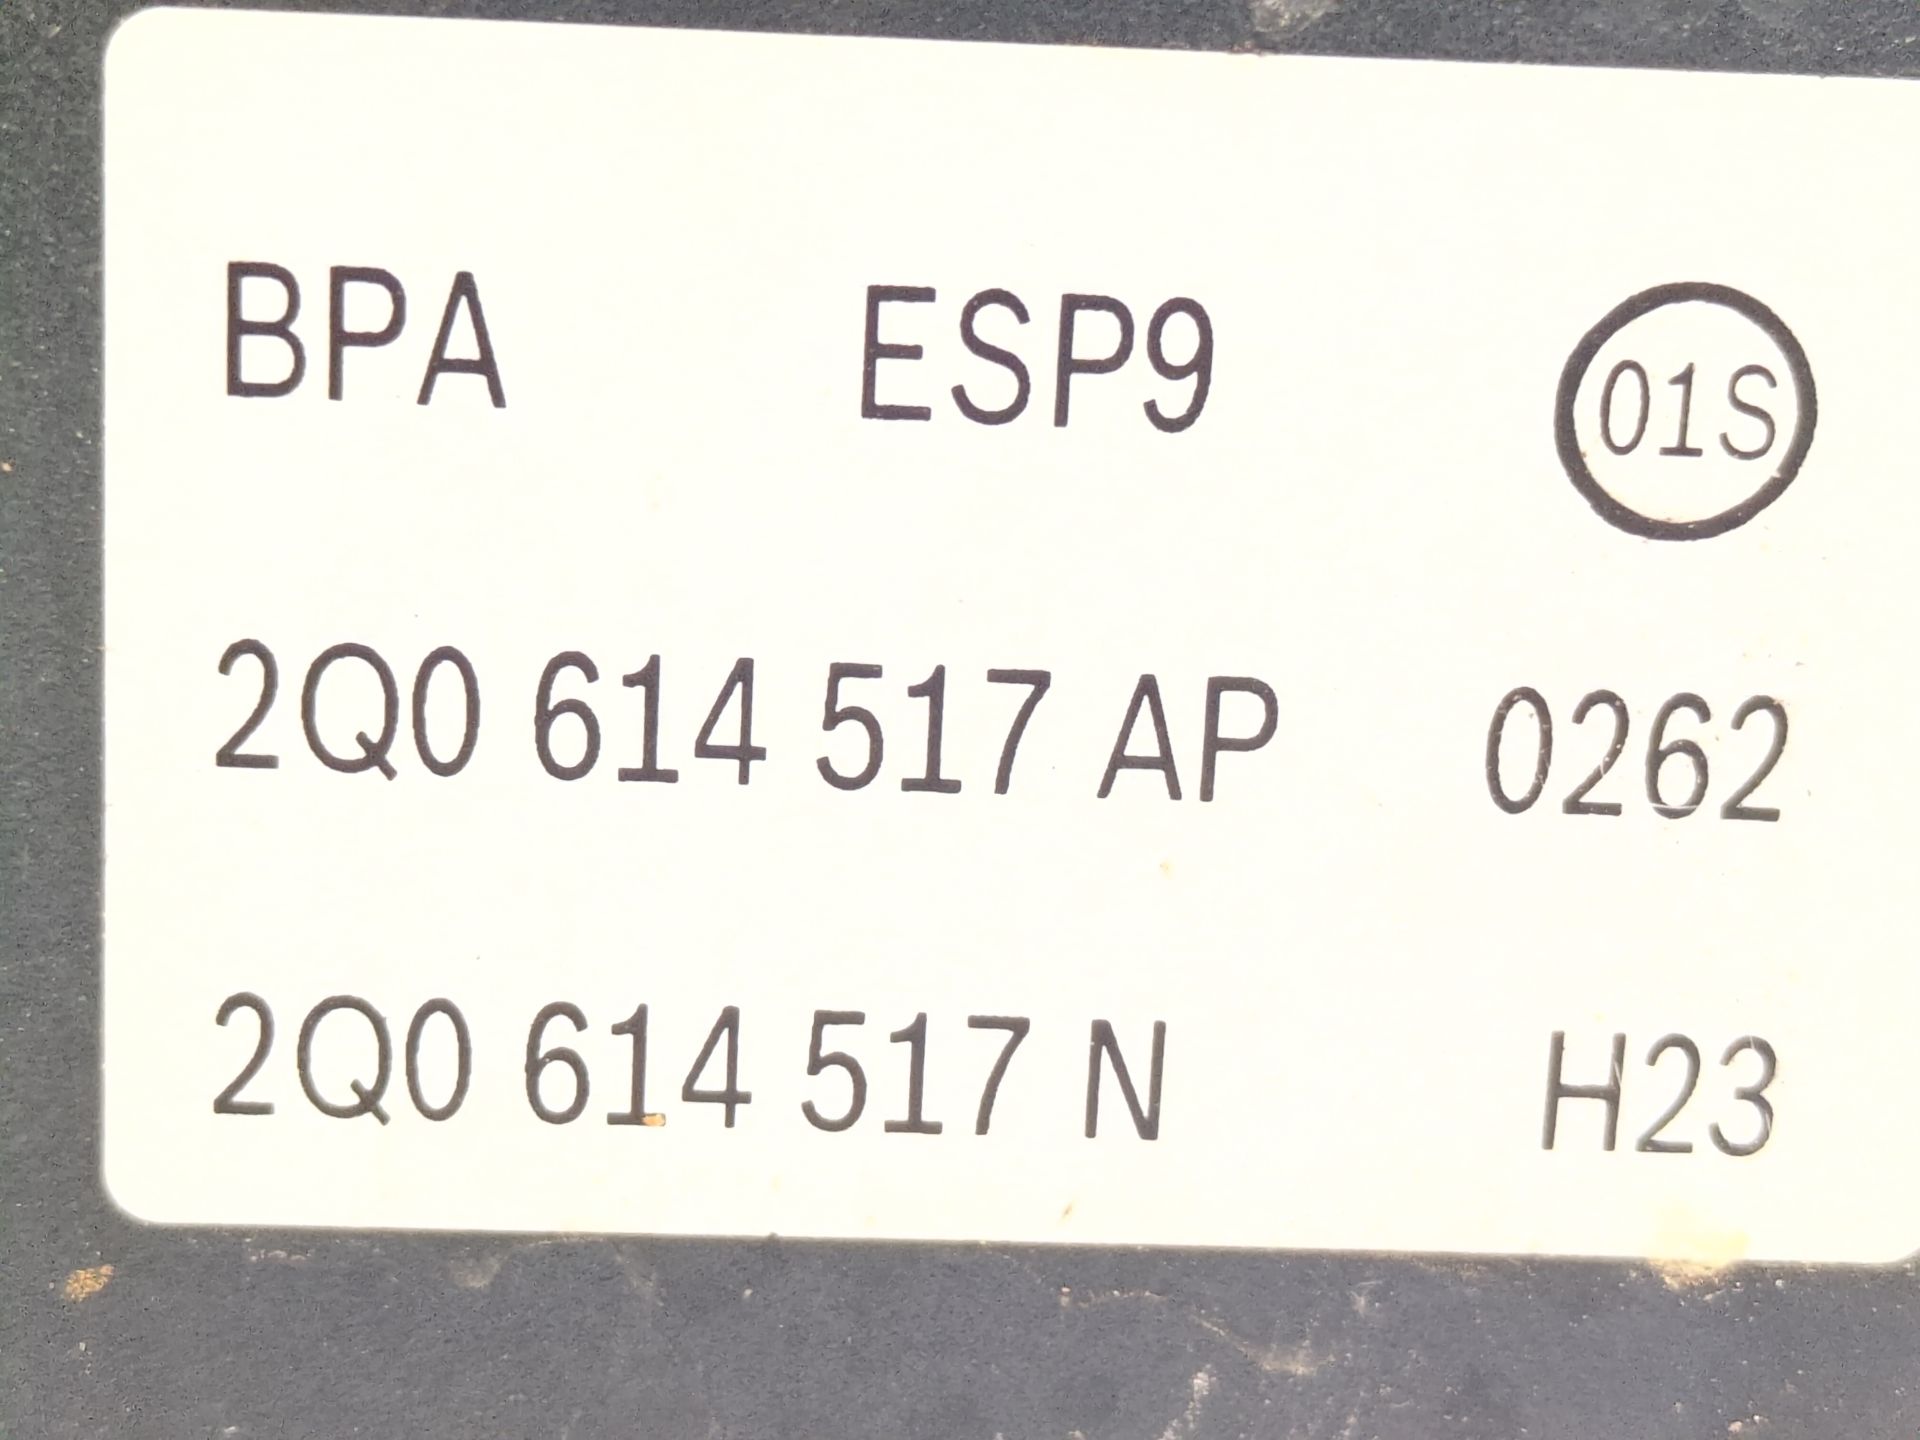 BPA ESP9 01S
2Q0 614 517 AP 0262
2Q0 614 517 N H23